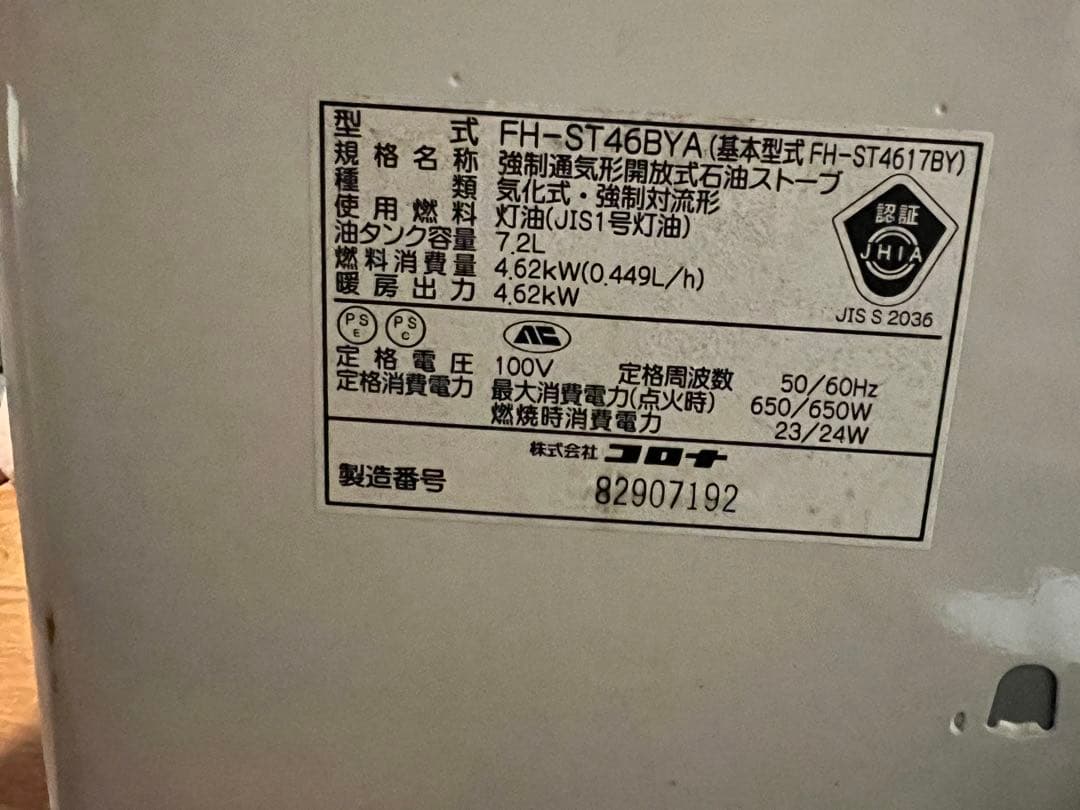 型式 FH-ST46BYA(基本型式 FH-ST4617BY)
規格名称 強制通気形開放式石油ストーブ
種類 気化式・強制対流形
使用燃料 灯油(JIS1号灯油)
油タンク容量 7.2L
燃料消費量 4.62kW(0.449L/h)
暖房出力 4.62kW
認証
JHIA
JIS S 2036
PS E PS C
定格電圧 100V 定格周波数 50/60Hz
定格消費電力 最大消費電力(点火時) 650/650W
燃焼時消費電力 23/24W
株式会社 コロナ
製造番号 82907192